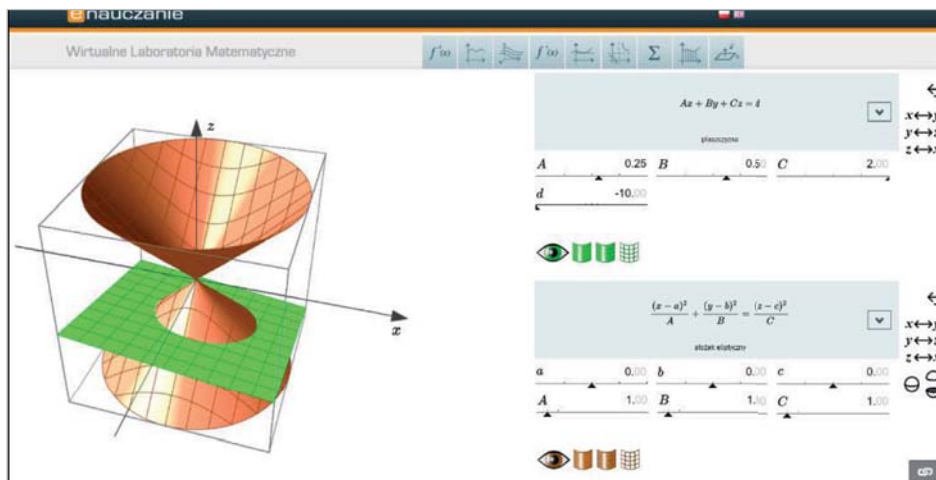 e nauczanie
Wirtualne Laboratoria Matematyczne
f'(x) f'(x) Σ
z
x
Ax + By + Cz = d
płaszczyzna
A 0.25 B 0.50 C 2.00
d -10.00
x↔y
y↔z
z↔x
(x − a)²/A + (y − b)²/B = (z − c)²/C
stożek eliptyczny
a 0.00 b 0.00 c 0.00
A 1.00 B 1.00 C 1.00
x↔y
y↔z
z↔x